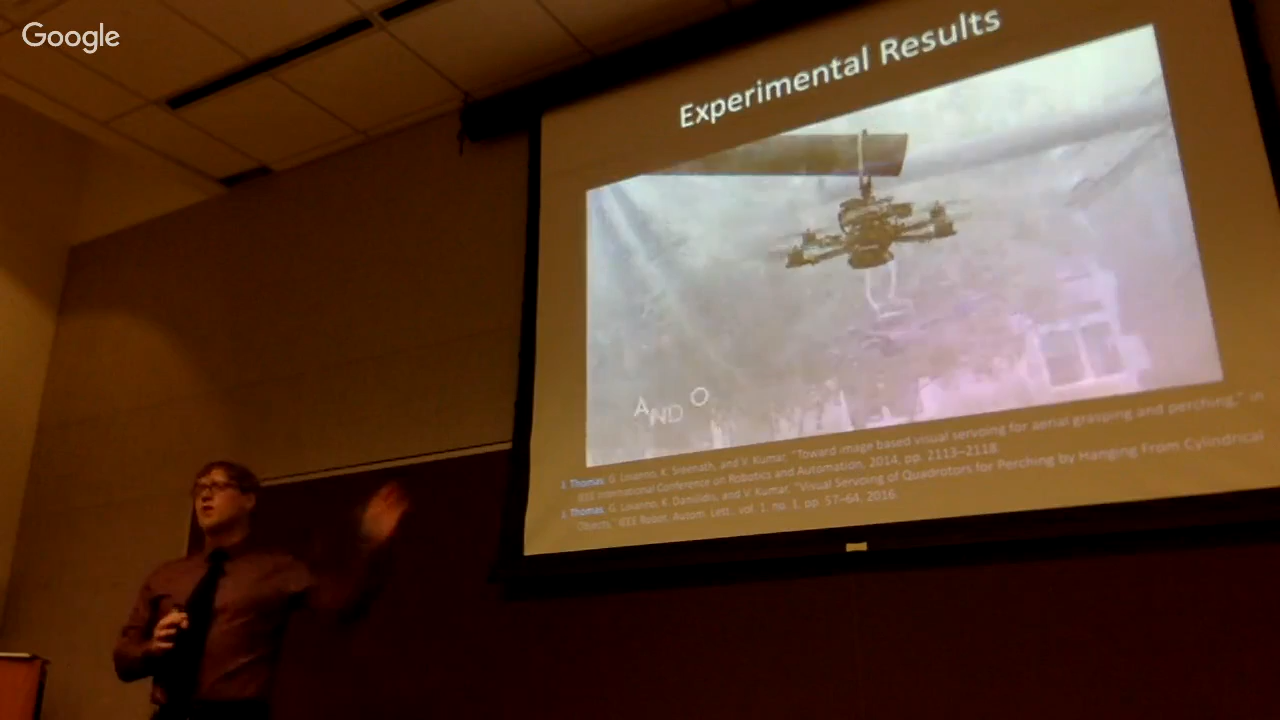 Google
Experimental Results
AND O
J. Thomas, G. Loianno, K. Sreenath, and V. Kumar, "Toward image based visual servoing for aerial grasping and perching," in
IEEE International Conference on Robotics and Automation, 2014, pp. 2113–2118.
J. Thomas, G. Loianno, K. Daniilidis, and V. Kumar, "Visual Servoing of Quadrotors for Perching by Hanging From Cylindrical
Objects," IEEE Robot. Autom. Lett., vol. 1, no. 1, pp. 57–64, 2016.